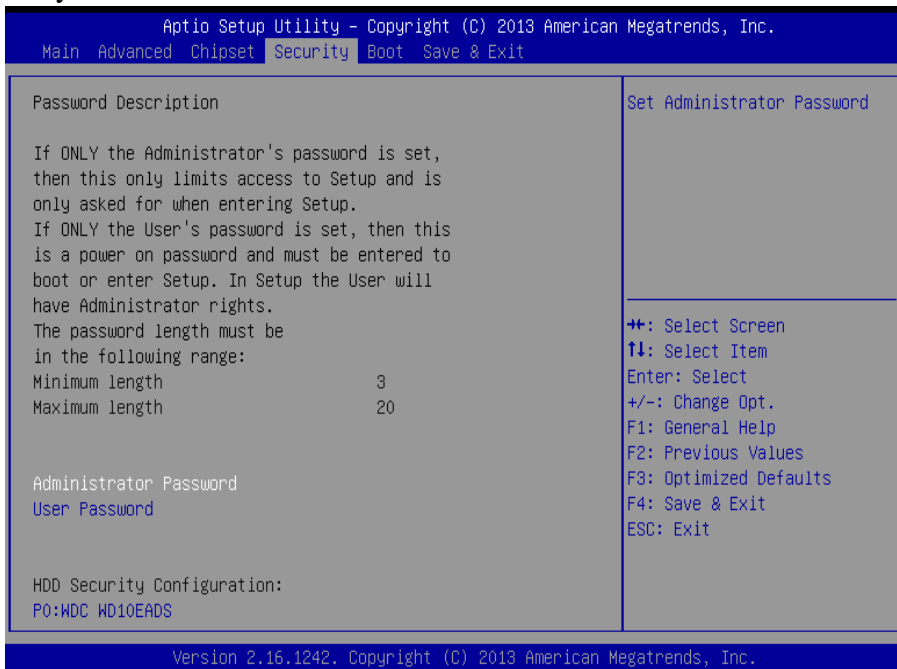 Aptio Setup Utility – Copyright (C) 2013 American Megatrends, Inc.
Main Advanced Chipset Security Boot Save & Exit
Password Description
If ONLY the Administrator's password is set,
then this only limits access to Setup and is
only asked for when entering Setup.
If ONLY the User's password is set, then this
is a power on password and must be entered to
boot or enter Setup. In Setup the User will
have Administrator rights.
The password length must be
in the following range:
Minimum length 3
Maximum length 20
Administrator Password
User Password
HDD Security Configuration:
P0:WDC WD10EADS
Set Administrator Password
→←: Select Screen
↑↓: Select Item
Enter: Select
+/-: Change Opt.
F1: General Help
F2: Previous Values
F3: Optimized Defaults
F4: Save & Exit
ESC: Exit
Version 2.16.1242. Copyright (C) 2013 American Megatrends, Inc.